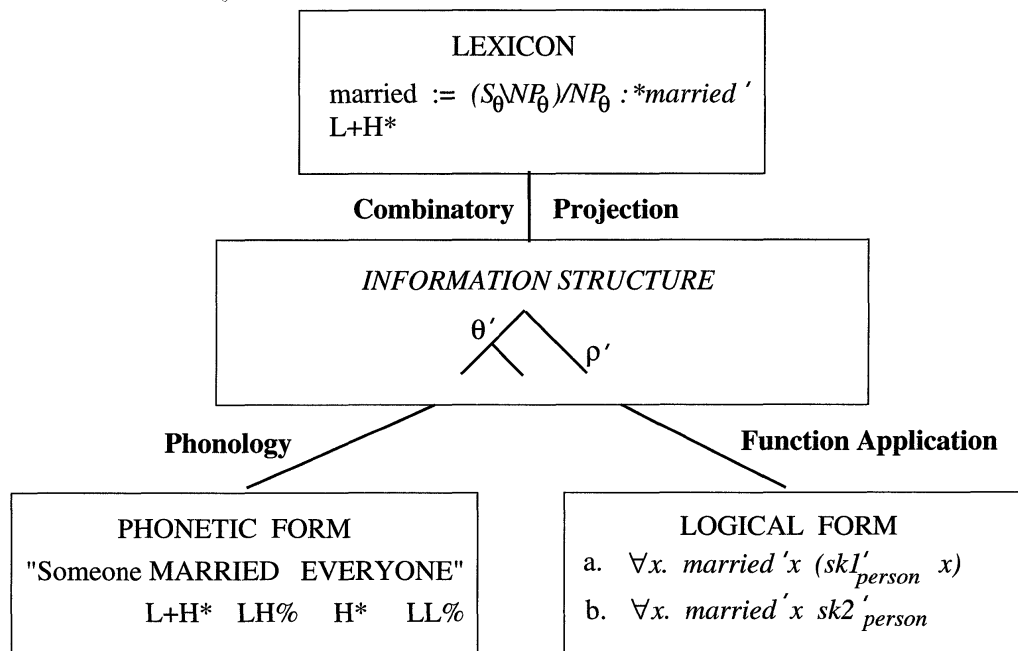 LEXICON
married := (S_θ\NP_θ)/NP_θ : *married′
L+H*
Combinatory Projection
INFORMATION STRUCTURE
θ′
ρ′
Phonology
Function Application
PHONETIC FORM
"Someone MARRIED EVERYONE"
L+H* LH% H* LL%
LOGICAL FORM
a. ∀x. married′x (sk1′_person x)
b. ∀x. married′x sk2′_person